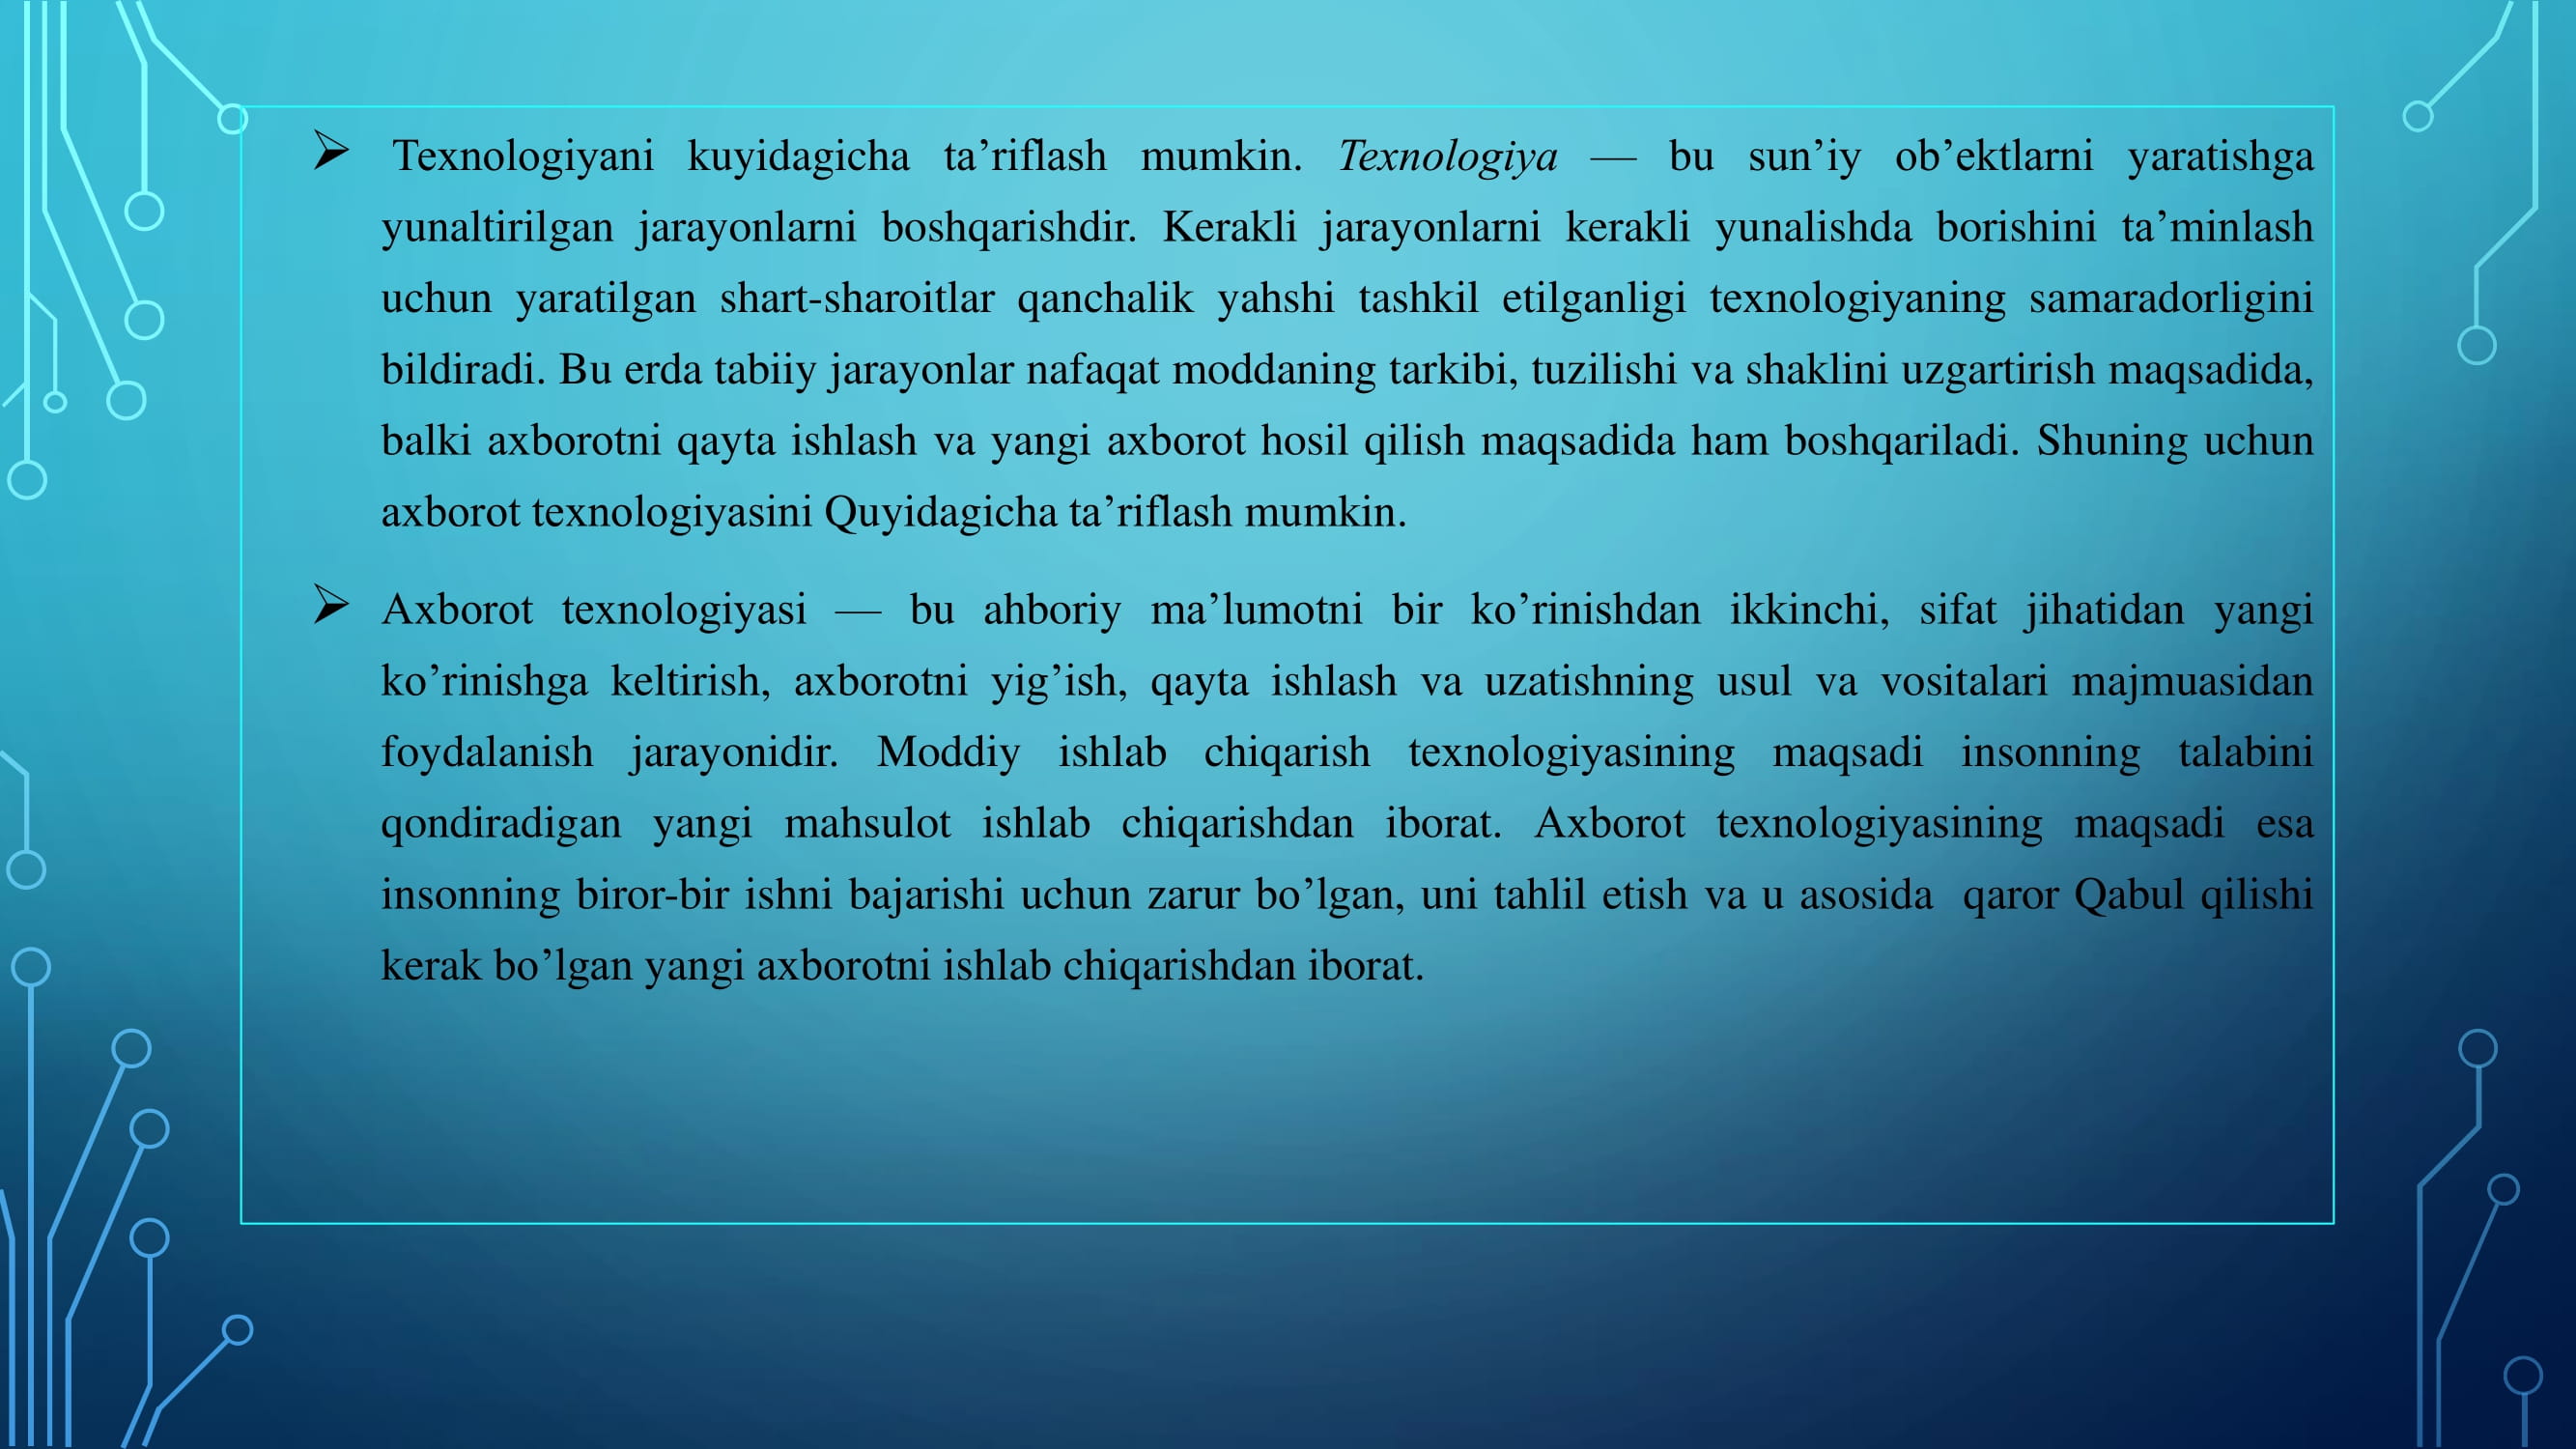 Texnologiyani kuyidagicha ta’riflash mumkin. Texnologiya — bu sun’iy ob’ektlarni yaratishga
yunaltirilgan jarayonlarni boshqarishdir. Kerakli jarayonlarni kerakli yunalishda borishini ta’minlash
uchun yaratilgan shart-sharoitlar qanchalik yahshi tashkil etilganligi texnologiyaning samaradorligini
bildiradi. Bu erda tabiiy jarayonlar nafaqat moddaning tarkibi, tuzilishi va shaklini uzgartirish maqsadida,
balki axborotni qayta ishlash va yangi axborot hosil qilish maqsadida ham boshqariladi. Shuning uchun
axborot texnologiyasini Quyidagicha ta’riflash mumkin.
Axborot texnologiyasi — bu ahboriy ma’lumotni bir ko’rinishdan ikkinchi, sifat jihatidan yangi
ko’rinishga keltirish, axborotni yig’ish, qayta ishlash va uzatishning usul va vositalari majmuasidan
foydalanish jarayonidir. Moddiy ishlab chiqarish texnologiyasining maqsadi insonning talabini
qondiradigan yangi mahsulot ishlab chiqarishdan iborat. Axborot texnologiyasining maqsadi esa
insonning biror-bir ishni bajarishi uchun zarur bo’lgan, uni tahlil etish va u asosida qaror Qabul qilishi
kerak bo’lgan yangi axborotni ishlab chiqarishdan iborat.